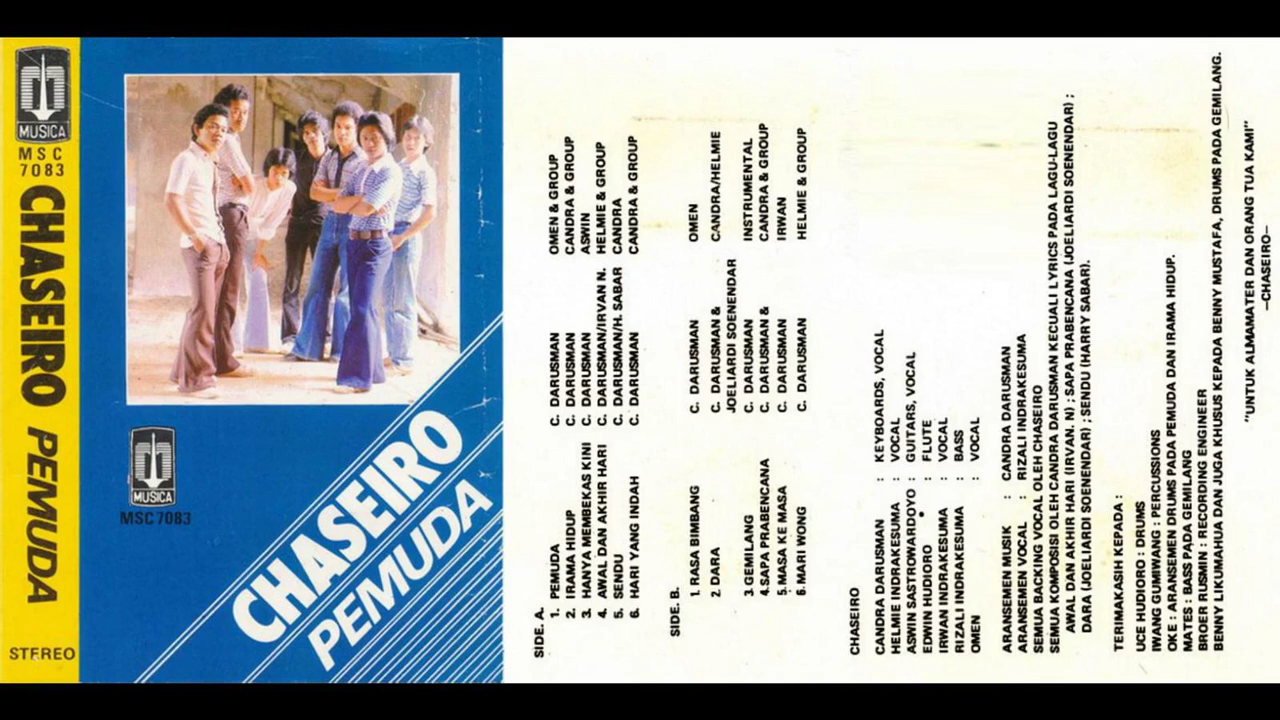 MUSICA
MSC
7083
CHASEIRO PEMUDA
STEREO
MUSICA
MSC 7083
CHASEIRO
PEMUDA
SIDE. A.
1. PEMUDA C. DARUSMAN OMEN & GROUP
2. IRAMA HIDUP C. DARUSMAN CANDRA & GROUP
3. HANYA MEMBEKAS KINI C. DARUSMAN ASWIN
4. AWAL DAN AKHIR HARI C. DARUSMAN/IRVAN N. HELMIE & GROUP
5. SENDU C. DARUSMAN/H. SABAR CANDRA
6. HARI YANG INDAH C. DARUSMAN CANDRA & GROUP
SIDE. B.
1. RASA BIMBANG C. DARUSMAN OMEN
2. DARA C. DARUSMAN & CANDRA/HELMIE
JOELIARDI SOENENDAR
3. GEMILANG C. DARUSMAN INSTRUMENTAL
4. SAPA PRABENCANA C. DARUSMAN & CANDRA & GROUP
5. MASA KE MASA C. DARUSMAN IRWAN
6. MARI WONG C. DARUSMAN HELMIE & GROUP
CHASEIRO
CANDRA DARUSMAN : KEYBOARDS, VOCAL
HELMIE INDRAKESUMA : VOCAL
ASWIN SASTROWARDOYO : GUITARS, VOCAL
EDWIN HUDIORO : FLUTE
IRWAN INDRAKESUMA : VOCAL
RIZALI INDRAKESUMA : BASS
OMEN : VOCAL
ARANSEMEN MUSIK : CANDRA DARUSMAN
ARANSEMEN VOCAL : RIZALI INDRAKESUMA
SEMUA BACKING VOCAL OLEH CHASEIRO
SEMUA KOMPOSISI OLEH CANDRA DARUSMAN KECUALI LYRICS PADA LAGU-LAGU
AWAL DAN AKHIR HARI (IRVAN. N) ; SAPA PRABENCANA (JOELIARDI SOENENDAR) ;
DARA (JOELIARDI SOENENDAR) ; SENDU (HARRY SABAR).
TERIMAKASIH KEPADA :
UCE HUDIORO : DRUMS
IWANG GUMIWANG : PERCUSSIONS
OKE : ARANSEMEN DRUMS PADA PEMUDA DAN IRAMA HIDUP.
MATES : BASS PADA GEMILANG
BROER RUSMIN : RECORDING ENGINEER
BENNY LIKUMAHUA DAN JUGA KHUSUS KEPADA BENNY MUSTAFA, DRUMS PADA GEMILANG.
"UNTUK ALMAMATER DAN ORANG TUA KAMI"
–CHASEIRO–